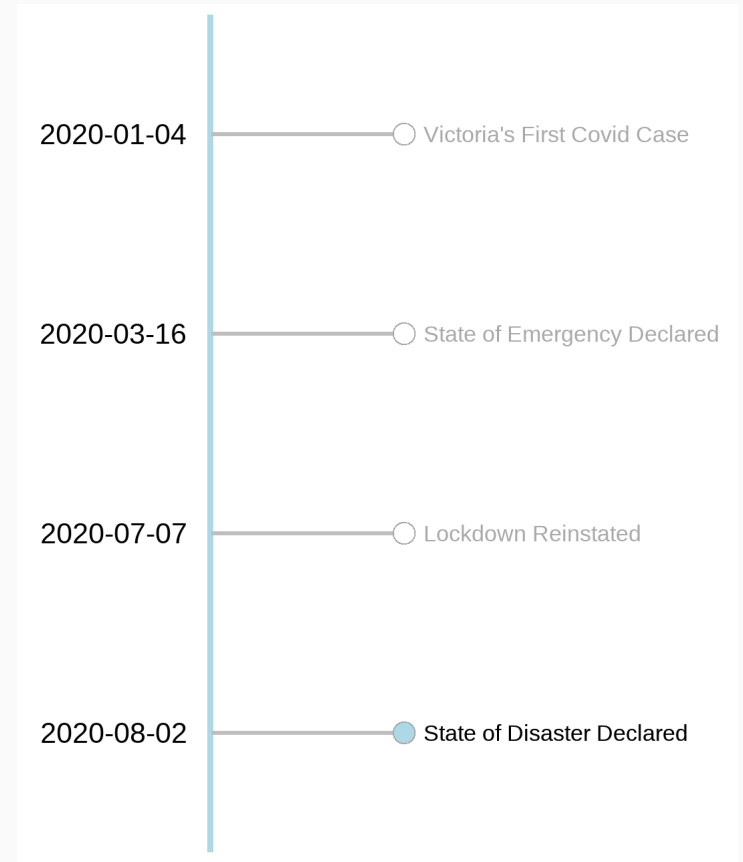 2020-01-04 Victoria's First Covid Case
2020-03-16 State of Emergency Declared
2020-07-07 Lockdown Reinstated
2020-08-02 State of Disaster Declared